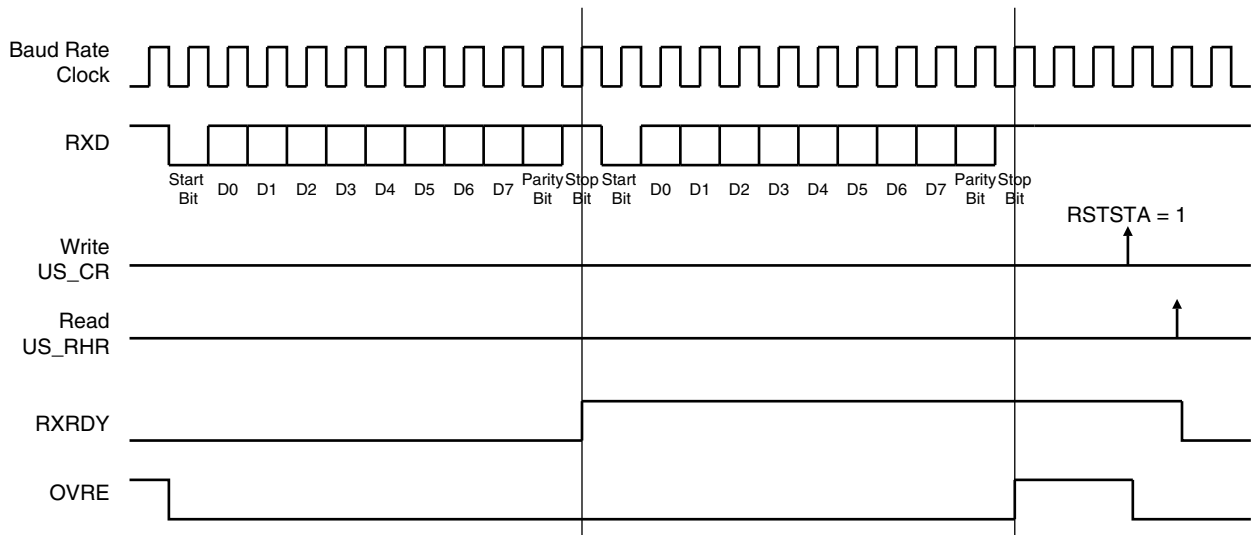 Baud Rate
Clock
RXD
Start
Bit
D0
D1
D2
D3
D4
D5
D6
D7
Parity
Bit
Stop
Bit
Start
Bit
D0
D1
D2
D3
D4
D5
D6
D7
Parity
Bit
Stop
Bit
RSTSTA = 1
Write
US_CR
Read
US_RHR
RXRDY
OVRE